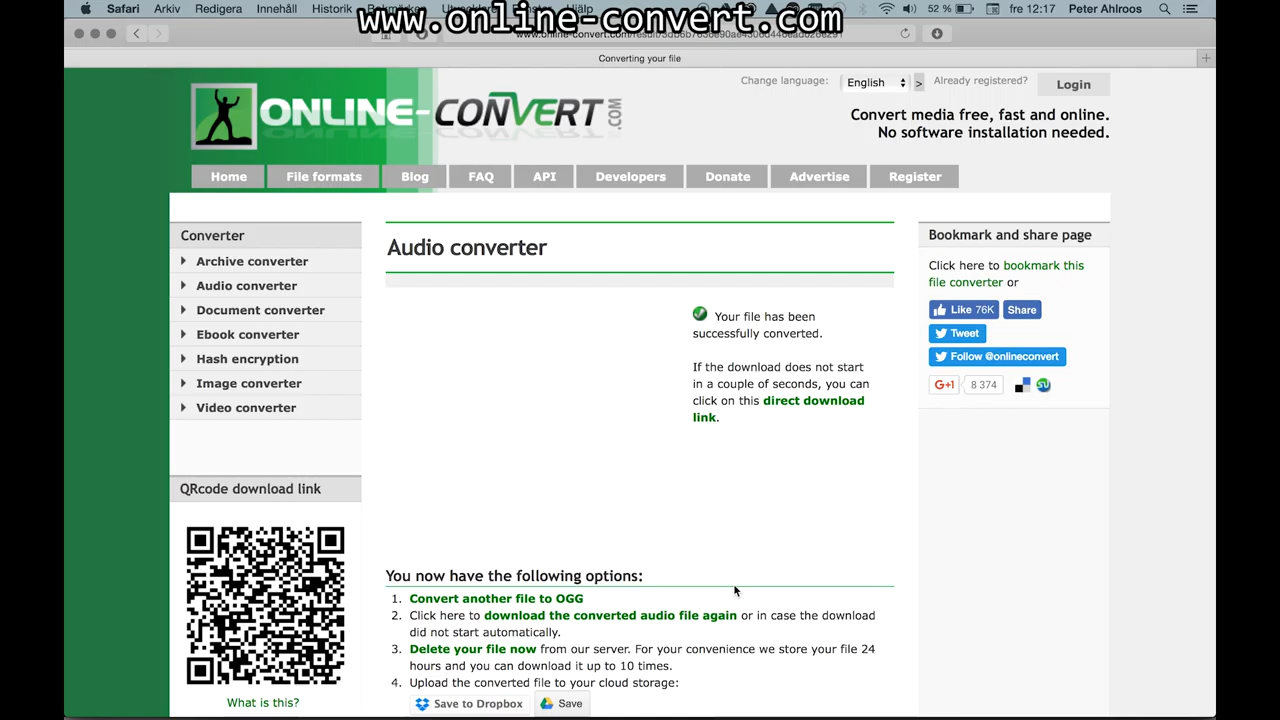 www.online-convert.com
Safari Arkiv Redigera Innehåll Historik Hjälp 52 % fre 12:17 Peter Ahlroos
Converting your file
ONLINE-CONVERT.COM
Change language: English > Already registered? Login
Convert media free, fast and online.
No software installation needed.
Home File formats Blog FAQ API Developers Donate Advertise Register
Converter
Archive converter
Audio converter
Document converter
Ebook converter
Hash encryption
Image converter
Video converter
QRcode download link
What is this?
Audio converter
Your file has been
successfully converted.
If the download does not start
in a couple of seconds, you can
click on this direct download
link.
You now have the following options:
1. Convert another file to OGG
2. Click here to download the converted audio file again or in case the download
did not start automatically.
3. Delete your file now from our server. For your convenience we store your file 24
hours and you can download it up to 10 times.
4. Upload the converted file to your cloud storage:
Save to Dropbox Save
Bookmark and share page
Click here to bookmark this
file converter or
Like 76K Share
Tweet
Follow @onlineconvert
G+1 8 374